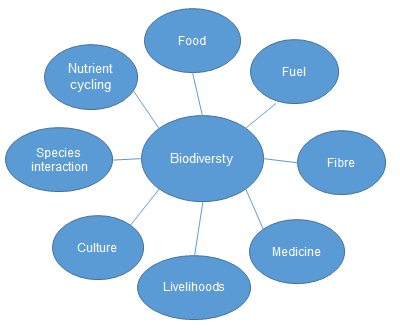 Food
Nutrient
cycling
Fuel
Species
interaction
Biodiversty
Fibre
Culture
Medicine
Livelihoods